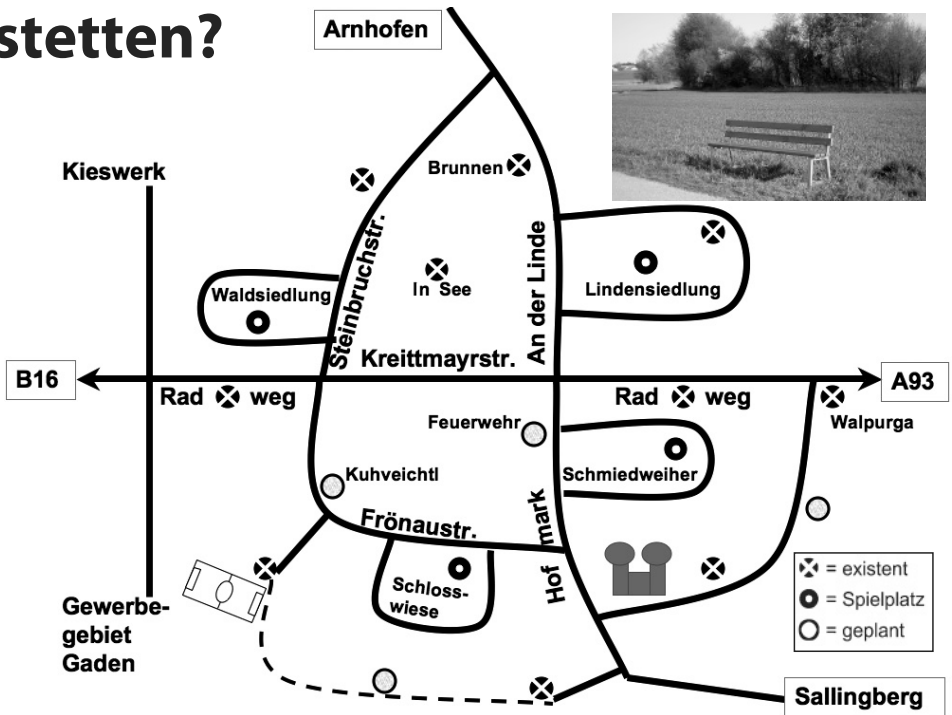 stetten?
Arnhofen
Kieswerk
Brunnen
Steinbruchstr.
An der Linde
In See
Waldsiedlung
Lindensiedlung
Kreittmayrstr.
B16
A93
Rad weg
Rad weg
Walpurga
Feuerwehr
Kuhveichtl
Schmiedweiher
Frönaustr.
Hof mark
Schloss-
wiese
= existent
= Spielplatz
= geplant
Gewerbe-
gebiet
Gaden
Sallingberg